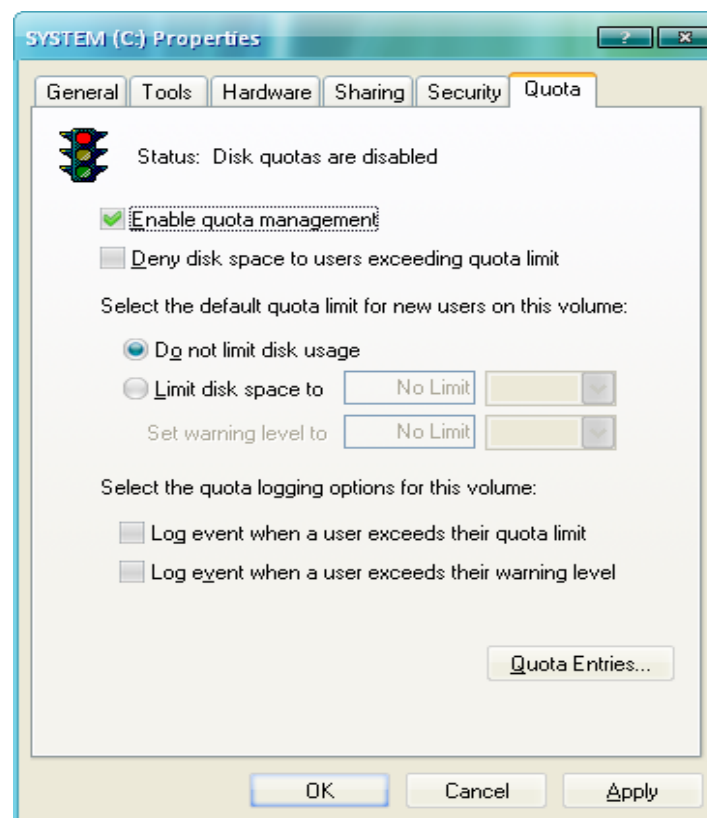 SYSTEM (C:) Properties
?
General Tools Hardware Sharing Security Quota
Status: Disk quotas are disabled
Enable quota management
Deny disk space to users exceeding quota limit
Select the default quota limit for new users on this volume:
Do not limit disk usage
Limit disk space to No Limit
Set warning level to No Limit
Select the quota logging options for this volume:
Log event when a user exceeds their quota limit
Log event when a user exceeds their warning level
Quota Entries...
OK Cancel Apply